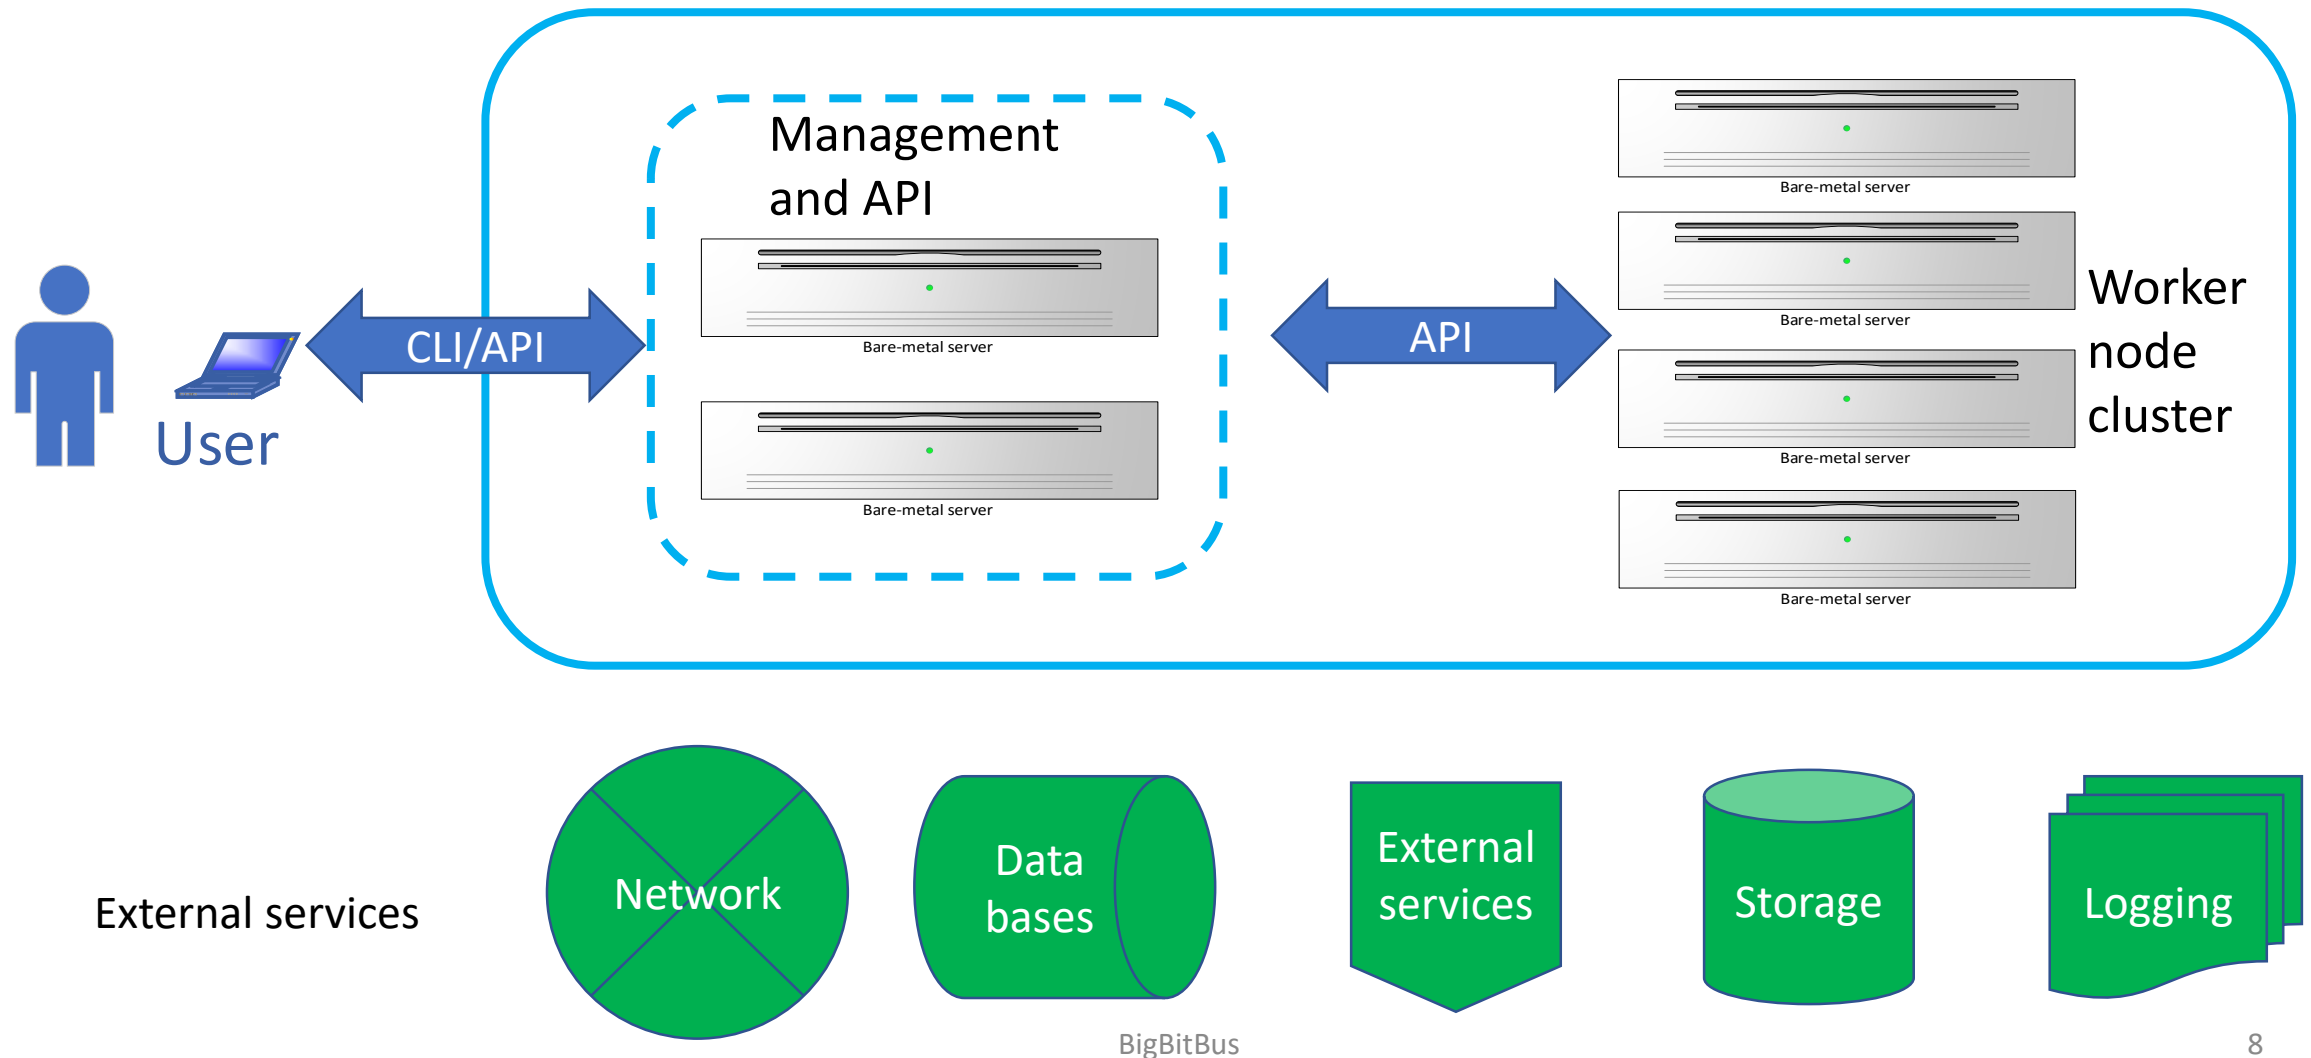 Management
and API
Bare-metal server
Bare-metal server
CLI/API
User
API
Bare-metal server
Bare-metal server
Bare-metal server
Bare-metal server
Worker
node
cluster
External services
Network
Data
bases
External
services
Storage
Logging
BigBitBus
8